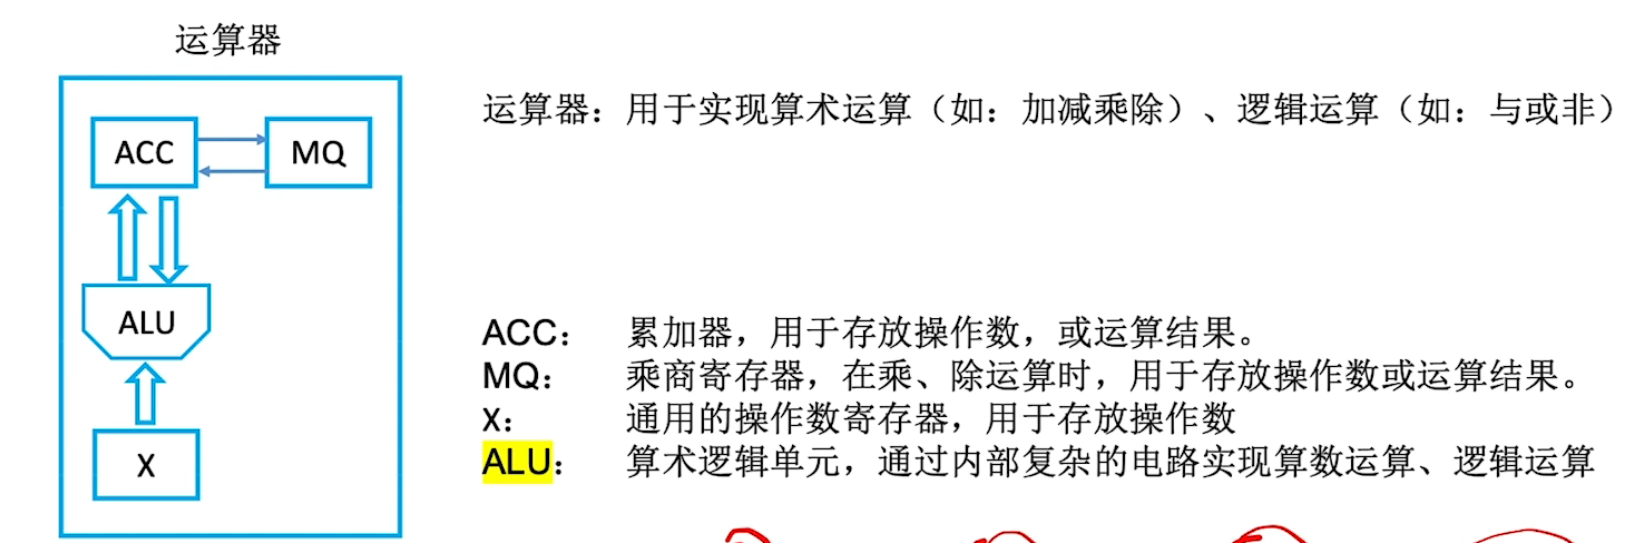 运算器
ACC
MQ
ALU
X
运算器：用于实现算术运算（如：加减乘除）、逻辑运算（如：与或非）
ACC： 累加器，用于存放操作数，或运算结果。
MQ： 乘商寄存器，在乘、除运算时，用于存放操作数或运算结果。
X： 通用的操作数寄存器，用于存放操作数
ALU： 算术逻辑单元，通过内部复杂的电路实现算数运算、逻辑运算